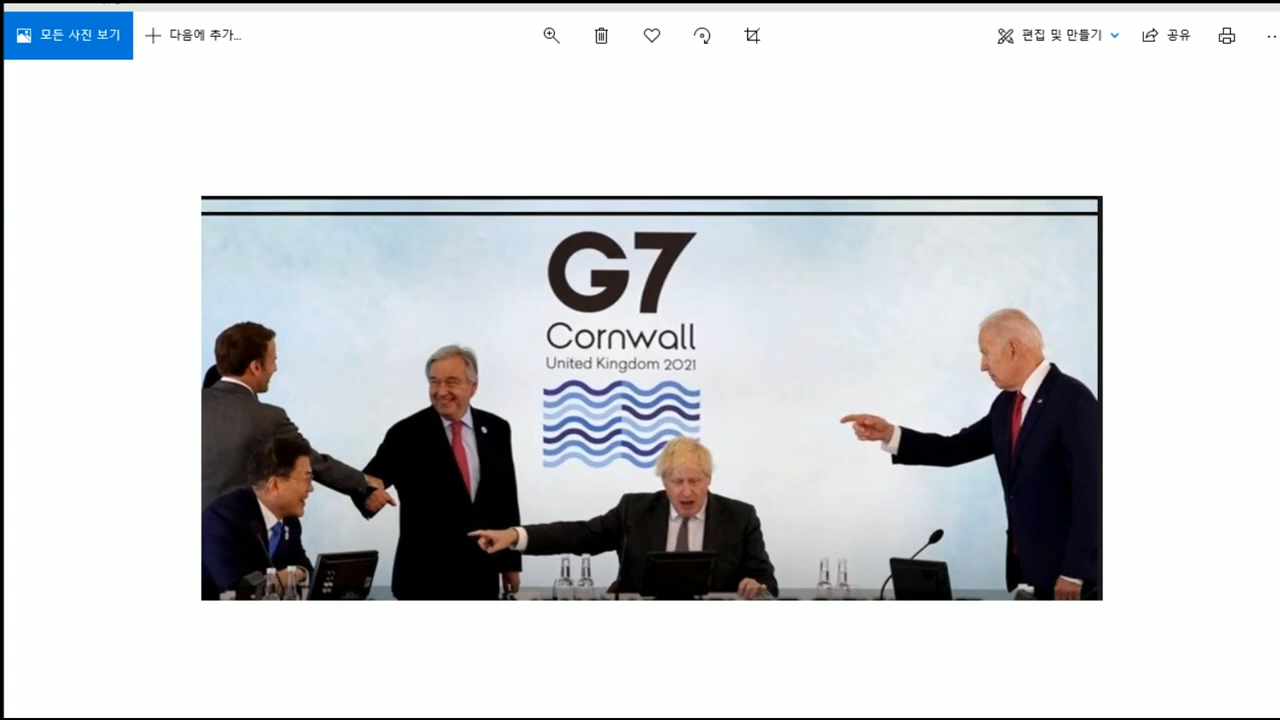 모든 사진 보기
다음에 추가...
편집 및 만들기
공유
G7
Cornwall
United Kingdom 2021